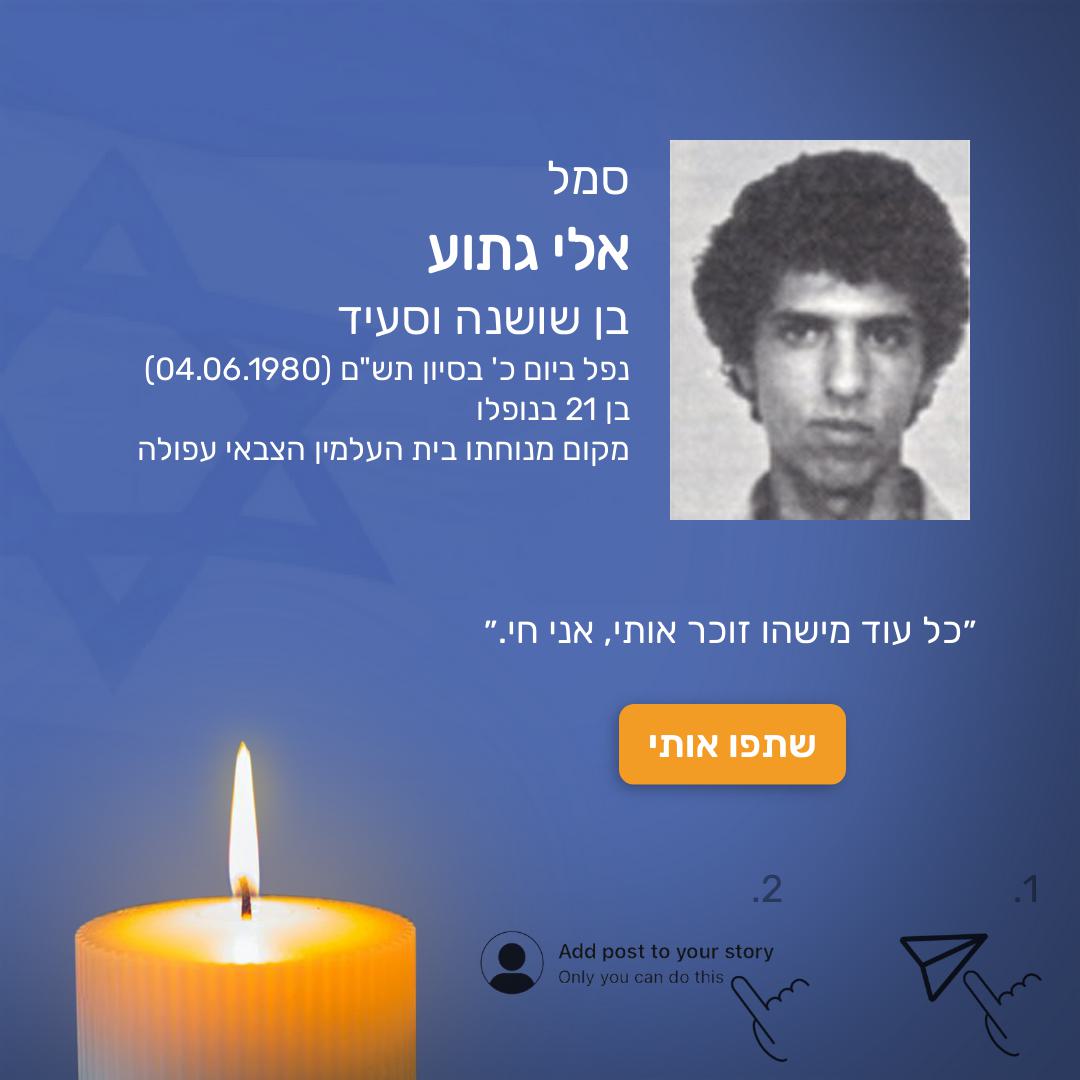 סמל
אלי גתוע
בן שושנה וסעיד
נפל ביום כ' בסיון תש"ם (04.06.1980)
בן 21 בנופלו
מקום מנוחתו בית העלמין הצבאי עפולה
״כל עוד מישהו זוכר אותי, אני חי.״
שתפו אותי
.1
.2
Add post to your story
Only you can do this